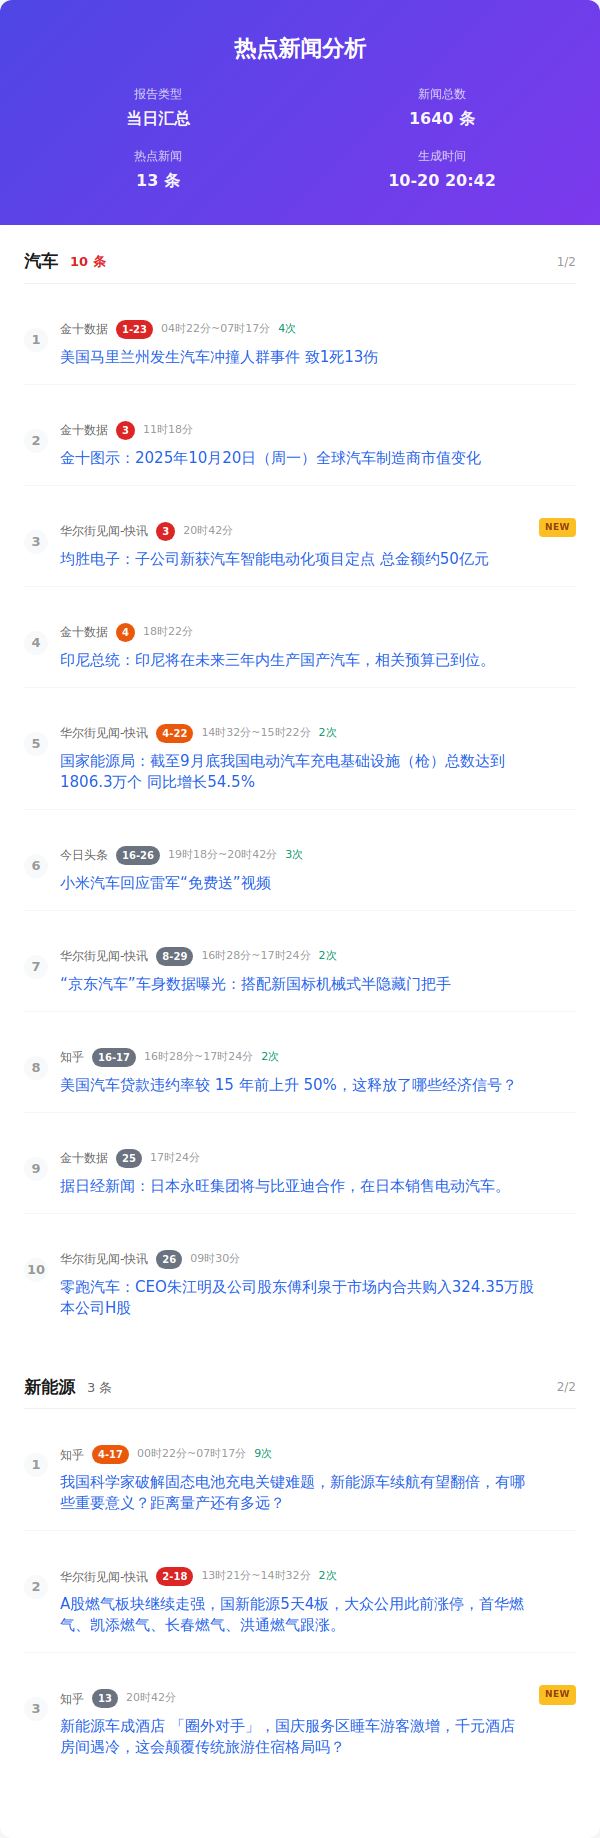 热点新闻分析
报告类型
新闻总数
当日汇总
1640 条
热点新闻
生成时间
13 条
10-20 20:42
汽车 10 条 1/2
1 金十数据 1-23 04时22分~07时17分 4次
美国马里兰州发生汽车冲撞人群事件 致1死13伤
2 金十数据 3 11时18分
金十图示：2025年10月20日（周一）全球汽车制造商市值变化
3 华尔街见闻-快讯 3 20时42分 NEW
均胜电子：子公司新获汽车智能电动化项目定点 总金额约50亿元
4 金十数据 4 18时22分
印尼总统：印尼将在未来三年内生产国产汽车，相关预算已到位。
5 华尔街见闻-快讯 4-22 14时32分~15时22分 2次
国家能源局：截至9月底我国电动汽车充电基础设施（枪）总数达到
1806.3万个 同比增长54.5%
6 今日头条 16-26 19时18分~20时42分 3次
小米汽车回应雷军“免费送”视频
7 华尔街见闻-快讯 8-29 16时28分~17时24分 2次
“京东汽车”车身数据曝光：搭配新国标机械式半隐藏门把手
8 知乎 16-17 16时28分~17时24分 2次
美国汽车贷款违约率较 15 年前上升 50%，这释放了哪些经济信号？
9 金十数据 25 17时24分
据日经新闻：日本永旺集团将与比亚迪合作，在日本销售电动汽车。
10 华尔街见闻-快讯 26 09时30分
零跑汽车：CEO朱江明及公司股东傅利泉于市场内合共购入324.35万股
本公司H股
新能源 3 条 2/2
1 知乎 4-17 00时22分~07时17分 9次
我国科学家破解固态电池充电关键难题，新能源车续航有望翻倍，有哪
些重要意义？距离量产还有多远？
2 华尔街见闻-快讯 2-18 13时21分~14时32分 2次
A股燃气板块继续走强，国新能源5天4板，大众公用此前涨停，首华燃
气、凯添燃气、长春燃气、洪通燃气跟涨。
3 知乎 13 20时42分 NEW
新能源车成酒店 「圈外对手」，国庆服务区睡车游客激增，千元酒店
房间遇冷，这会颠覆传统旅游住宿格局吗？